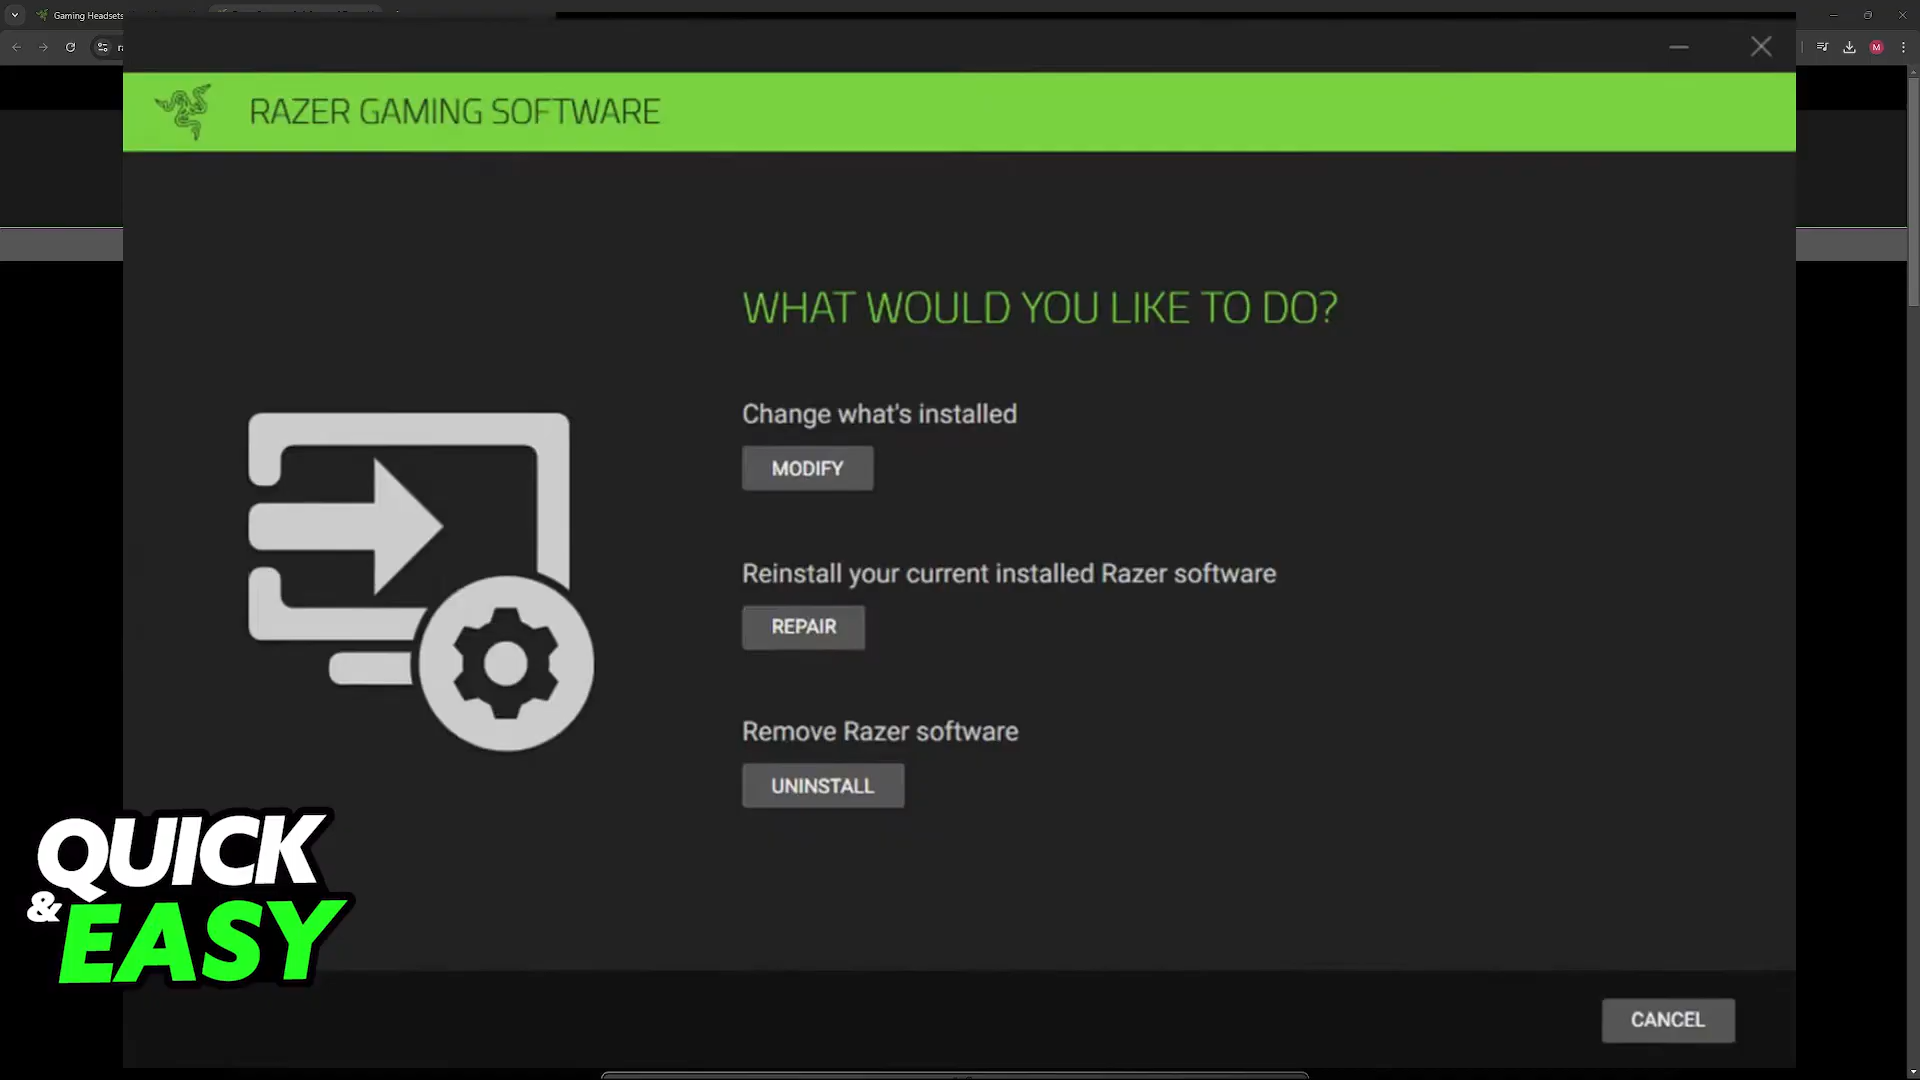 Gaming Headsets
M
RAZER GAMING SOFTWARE
WHAT WOULD YOU LIKE TO DO?
Change what's installed
MODIFY
Reinstall your current installed Razer software
REPAIR
Remove Razer software
UNINSTALL
QUICK
&EASY
CANCEL